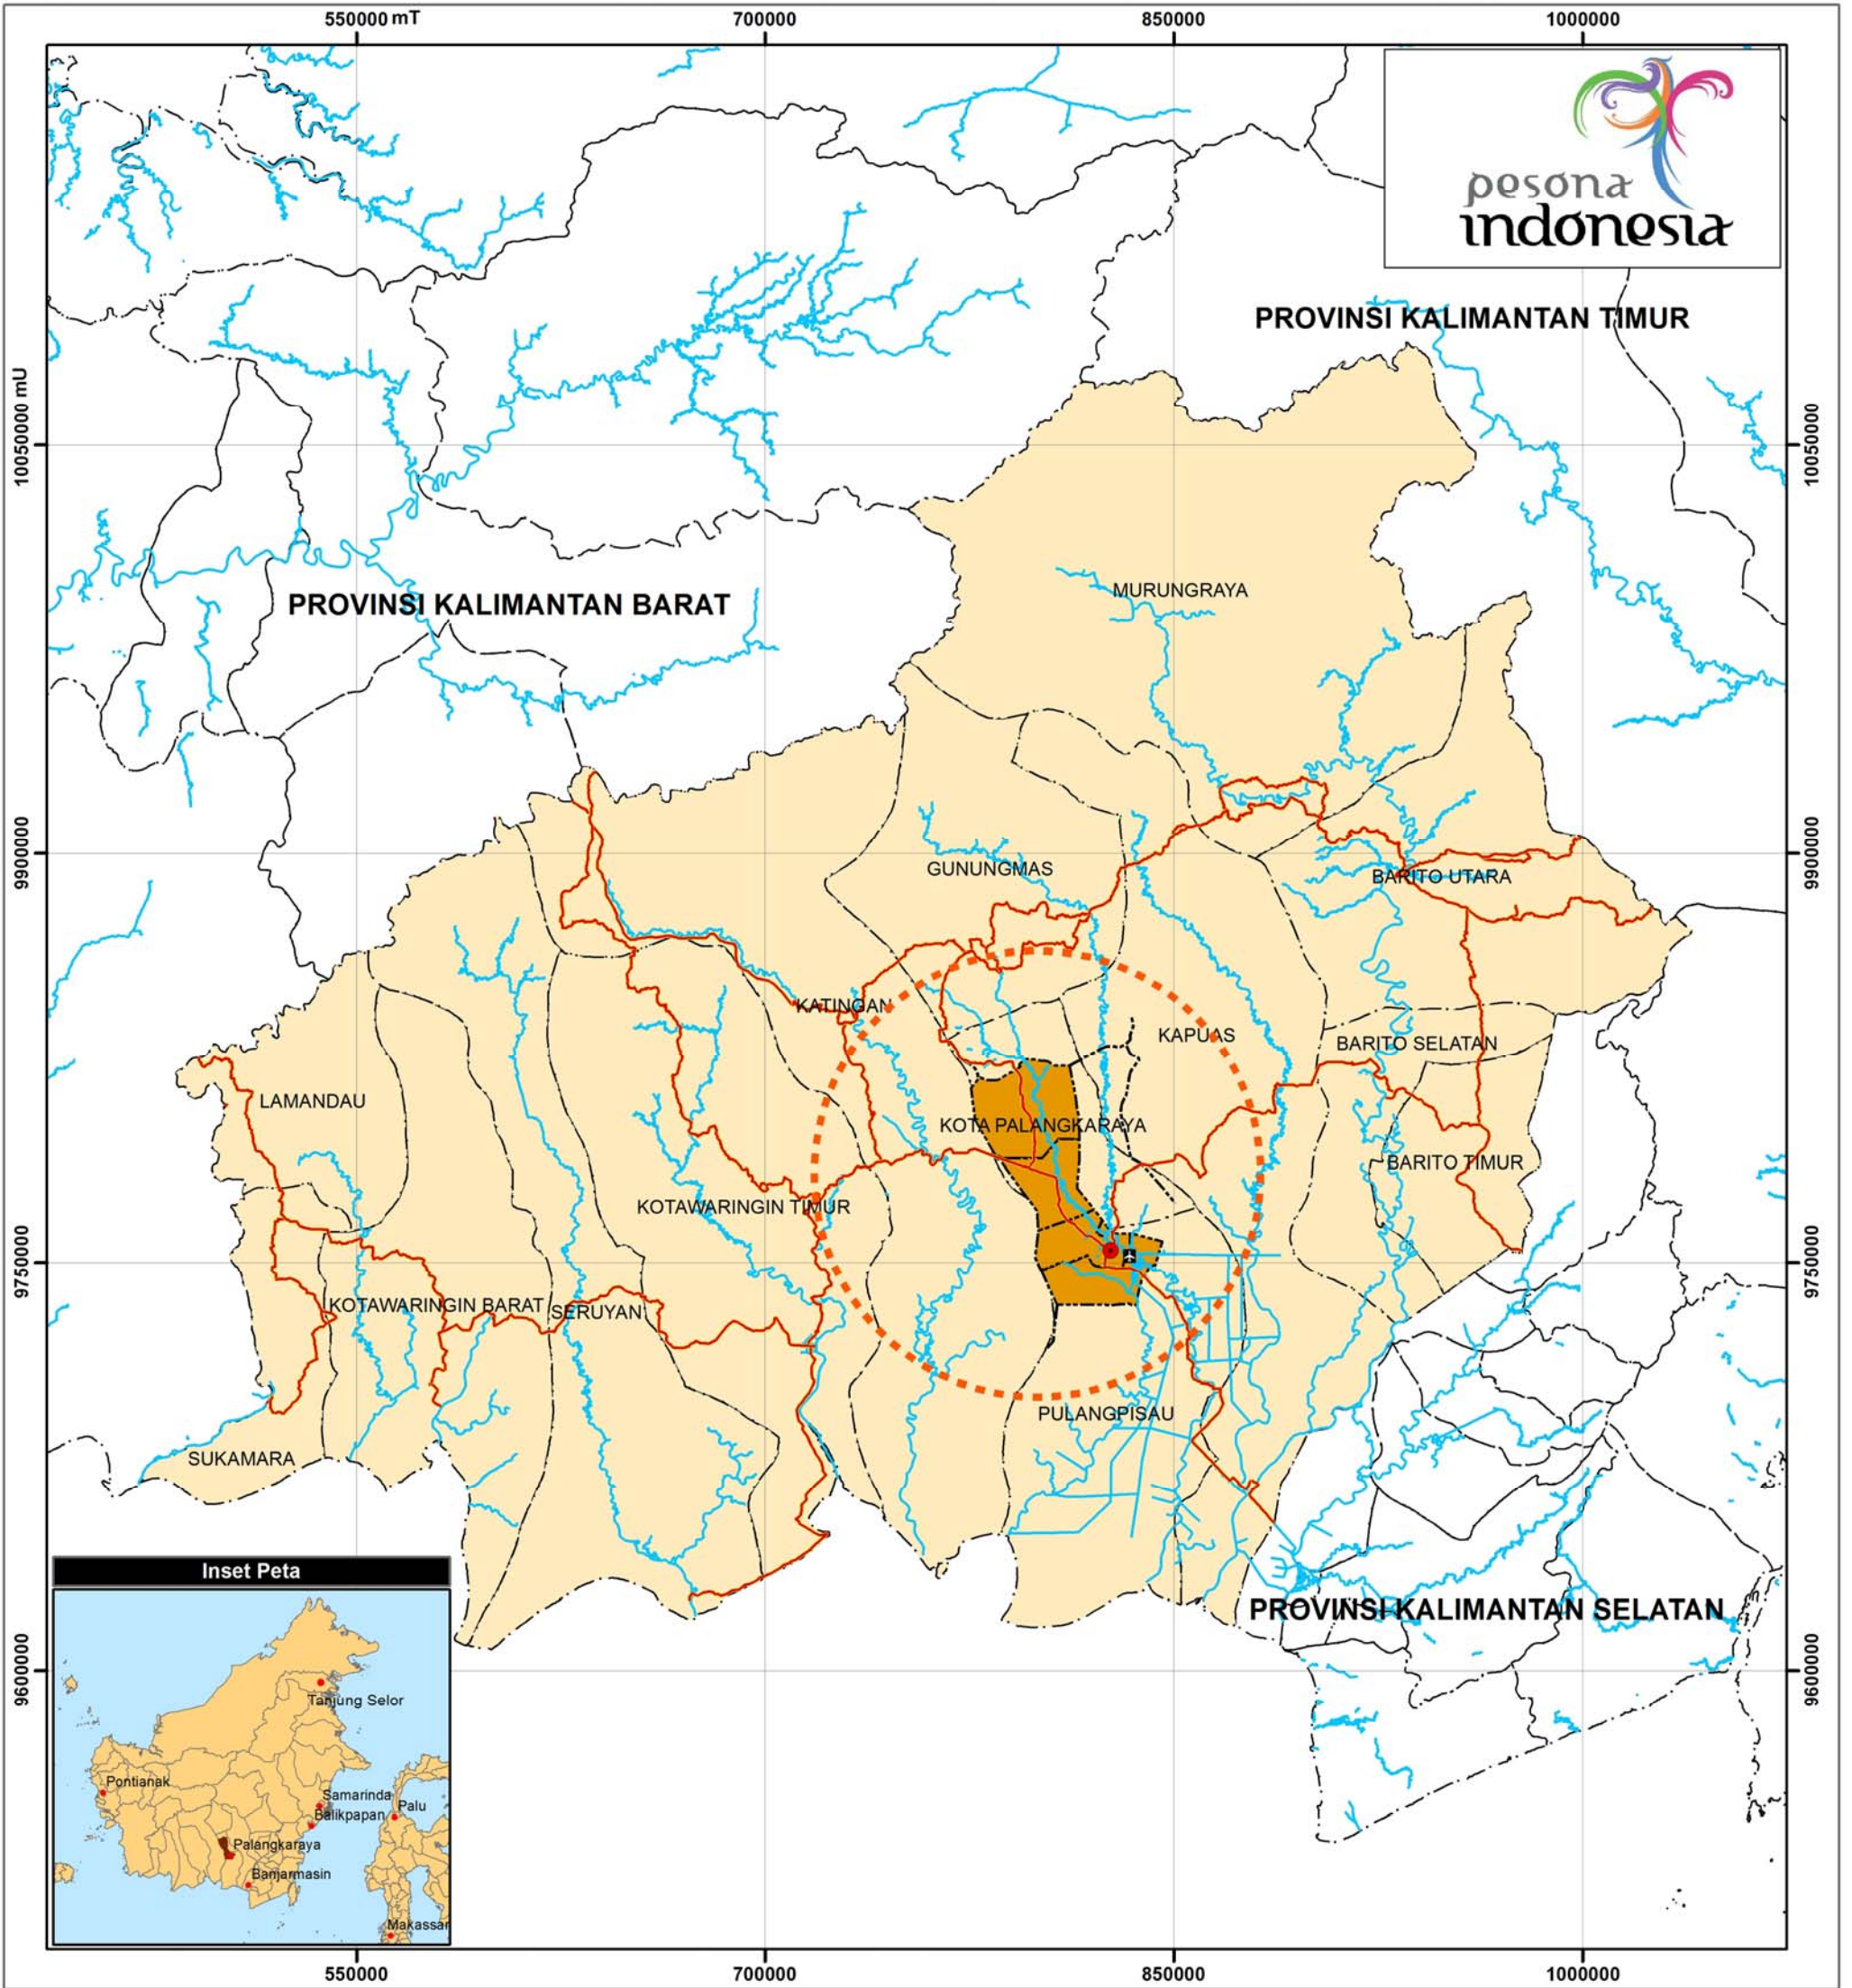 550000 mT
700000
850000
1000000
pesona
indonesia
PROVINSI KALIMANTAN TIMUR
10050000 mU
10050000
MURUNGRAYA
PROVINSI KALIMANTAN BARAT
9900000
9900000
GUNUNGMAS
BARITO UTARA
KATINGAN
KAPUAS
BARITO SELATAN
LAMANDAU
KOTA PALANGKARAYA
BARITO TIMUR
KOTAWARINGIN TIMUR
9750000
9750000
KOTAWARINGIN BARAT
SERUYAN
PULANGPISAU
SUKAMARA
PROVINSI KALIMANTAN SELATAN
9600000
9600000
Inset Peta
Tanjung Selor
Pontianak
Samarinda
Palu
Balikpapan
Palangkaraya
Banjarmasin
Makassar
550000
700000
850000
1000000